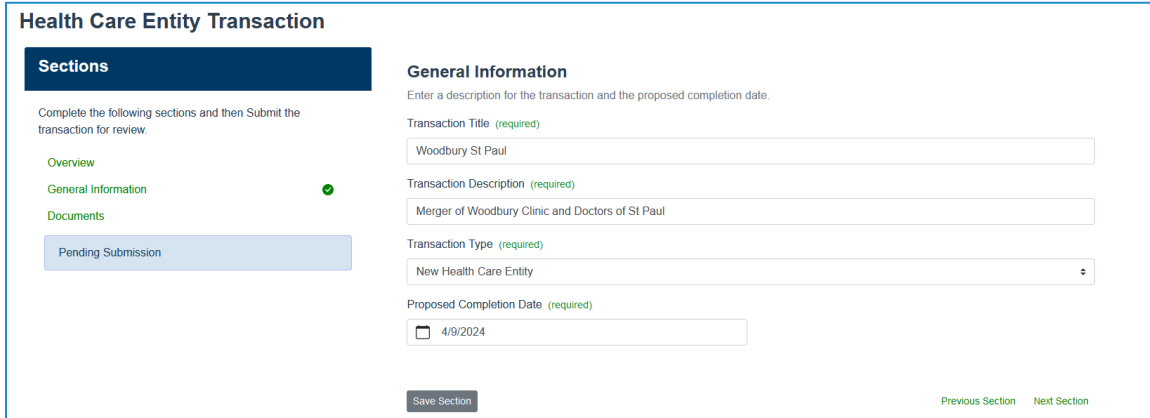 Health Care Entity Transaction
Sections
Complete the following sections and then Submit the
transaction for review.
Overview
General Information
Documents
Pending Submission
General Information
Enter a description for the transaction and the proposed completion date.
Transaction Title (required)
Woodbury St Paul
Transaction Description (required)
Merger of Woodbury Clinic and Doctors of St Paul
Transaction Type (required)
New Health Care Entity
Proposed Completion Date (required)
4/9/2024
Save Section
Previous Section Next Section